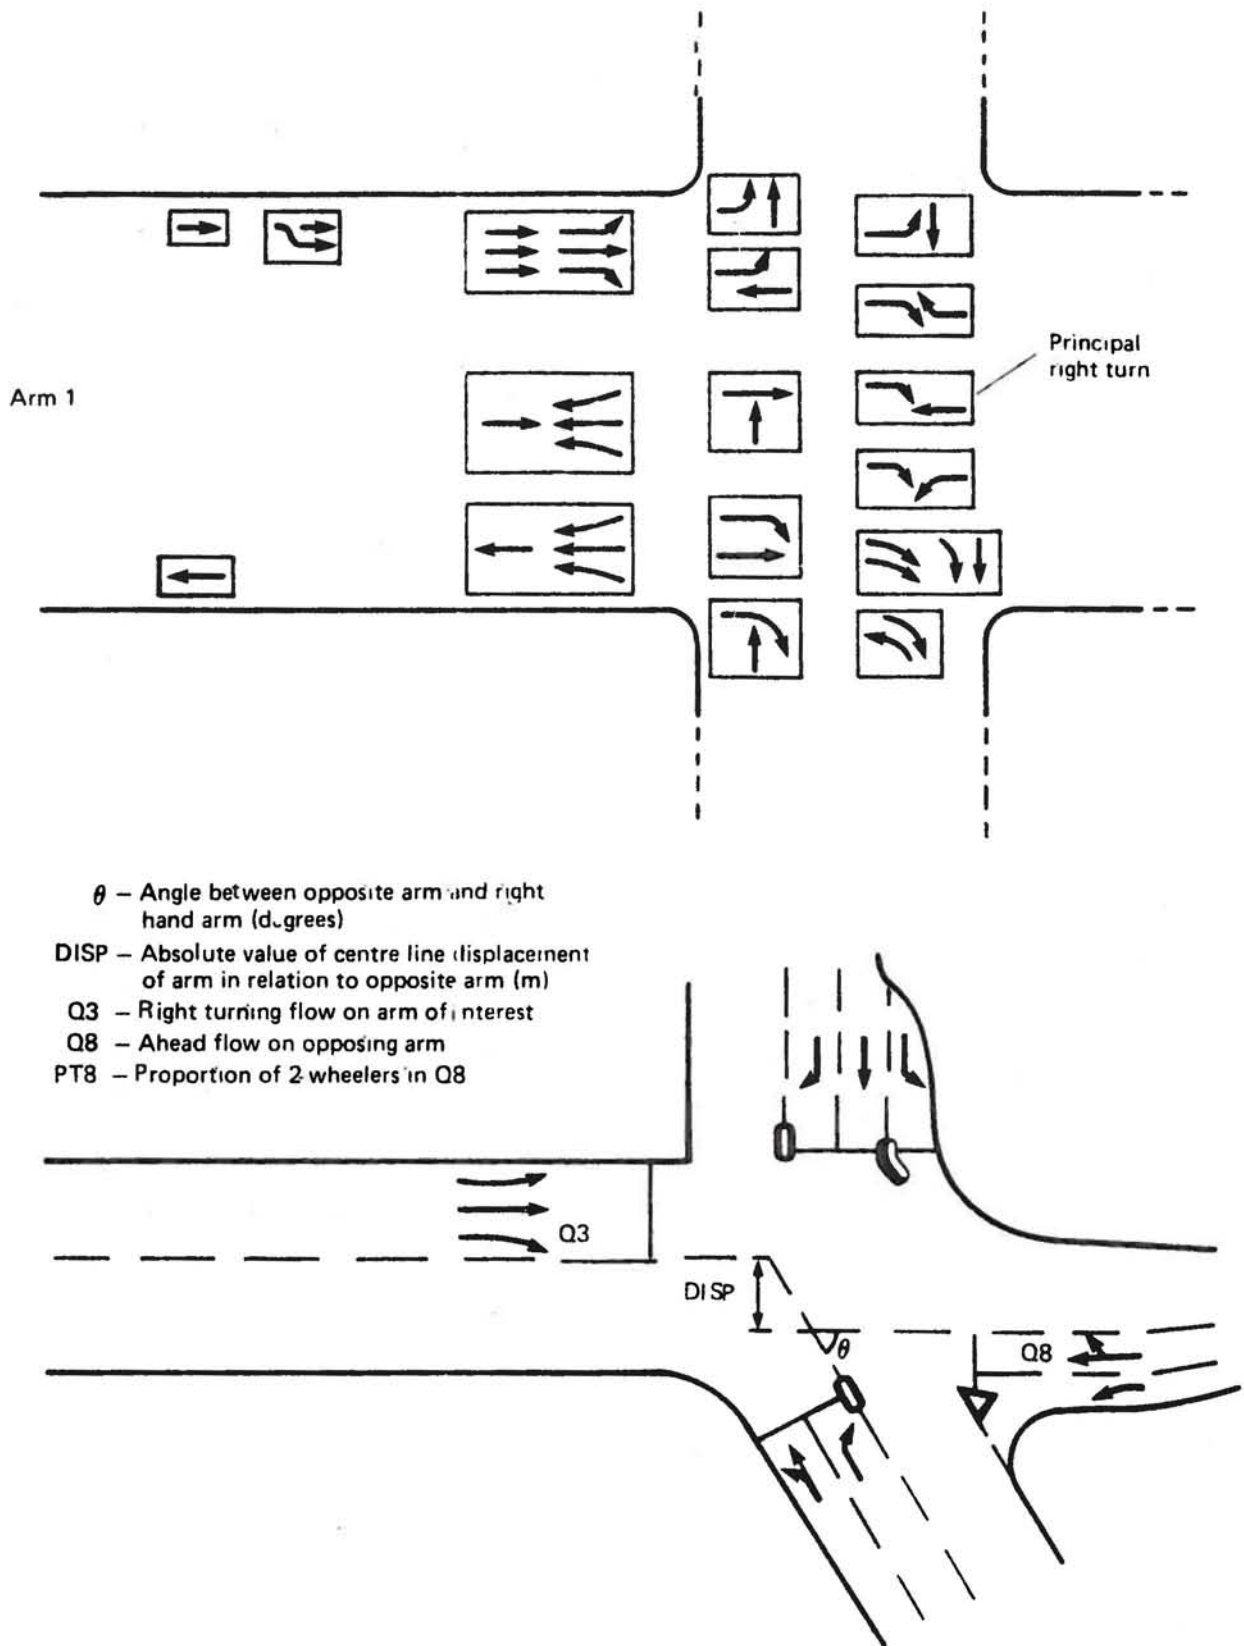 Principal
right turn
Arm 1
θ – Angle between opposite arm and right
hand arm (degrees)
DISP – Absolute value of centre line displacement
of arm in relation to opposite arm (m)
Q3 – Right turning flow on arm of interest
Q8 – Ahead flow on opposing arm
PT8 – Proportion of 2-wheelers in Q8
Q3
DISP
θ
Q8